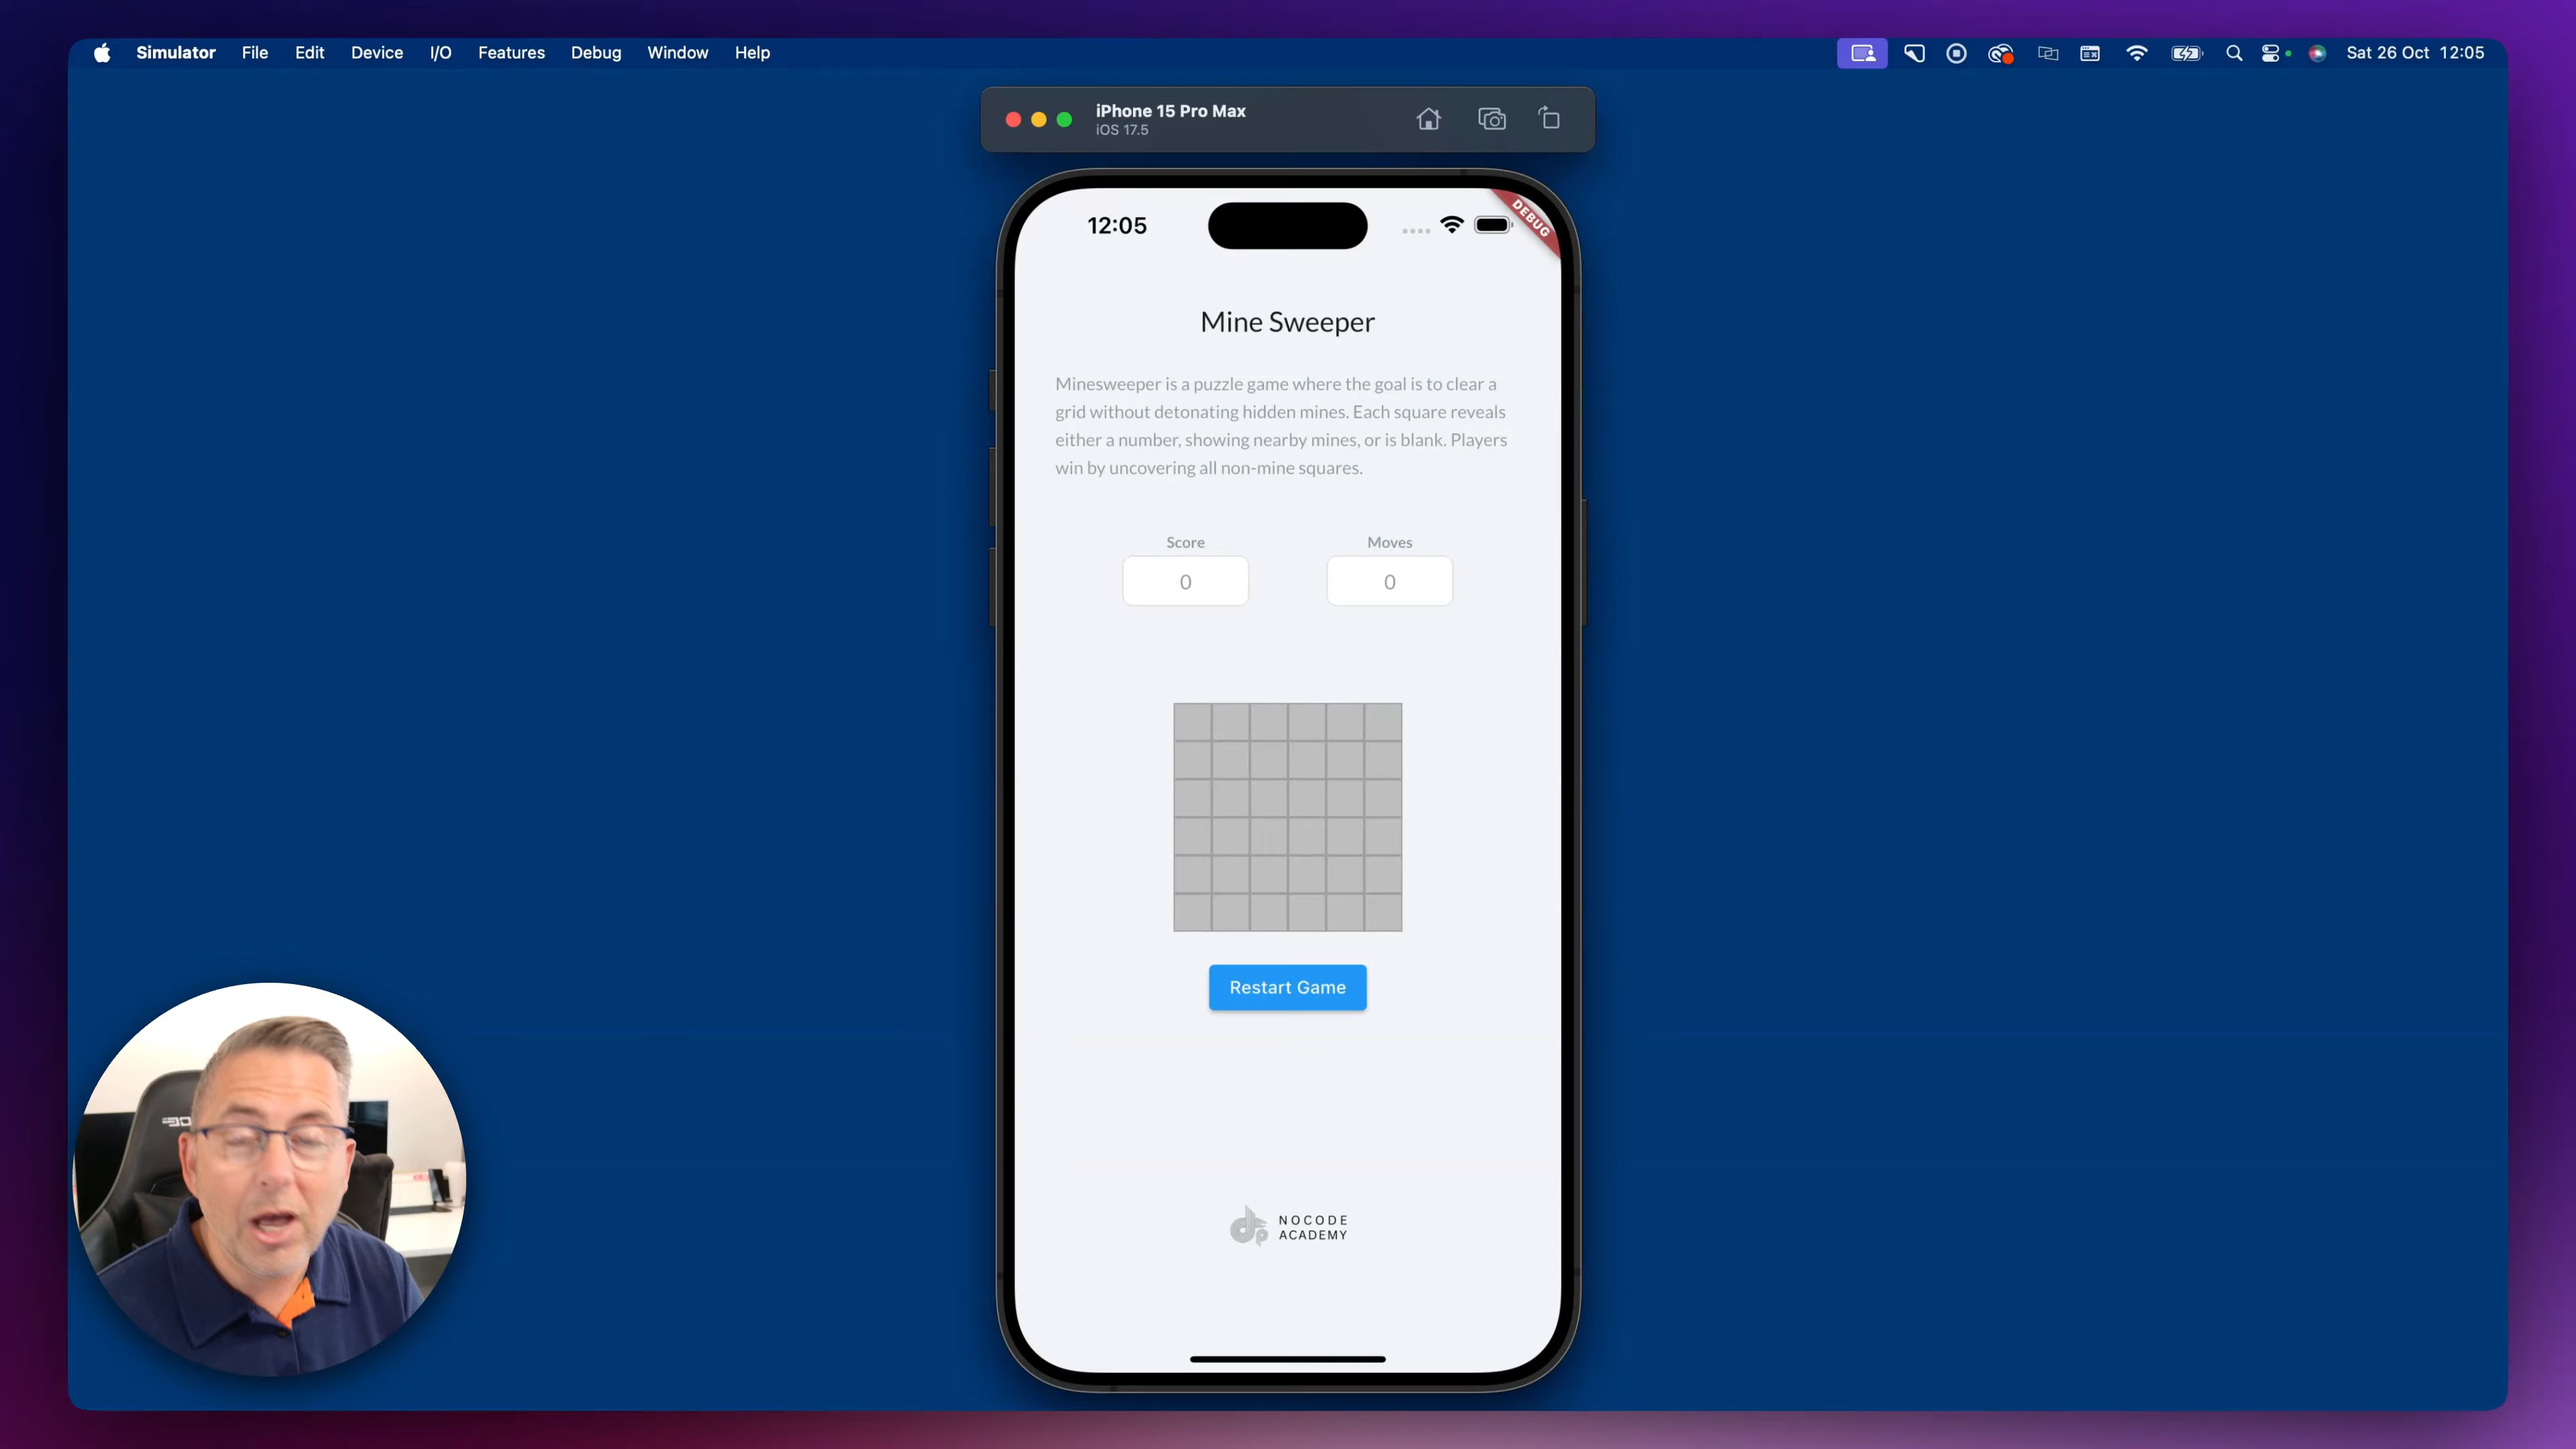 Simulator File Edit Device I/O Features Debug Window Help Sat 26 Oct 12:05
iPhone 15 Pro Max
iOS 17.5
12:05
DEBUG
Mine Sweeper
Minesweeper is a puzzle game where the goal is to clear a
grid without detonating hidden mines. Each square reveals
either a number, showing nearby mines, or is blank. Players
win by uncovering all non-mine squares.
Score Moves
0 0
Restart Game
dp NOCODE
ACADEMY